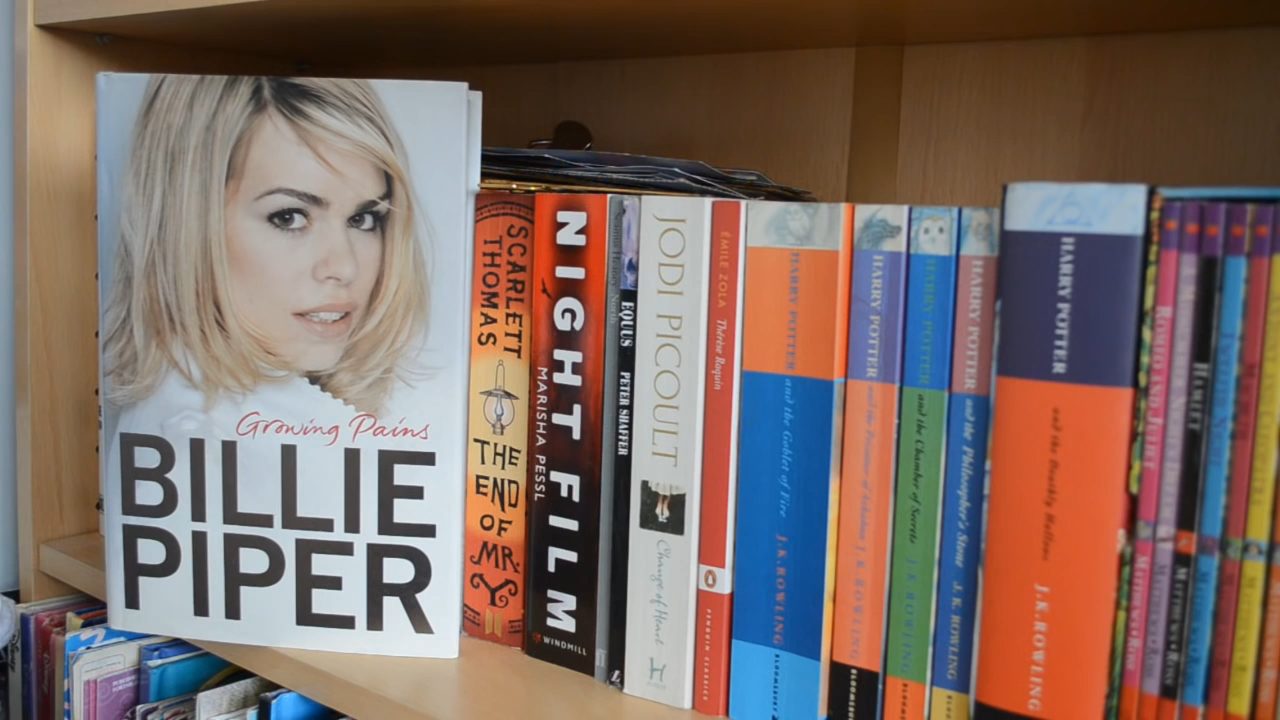 Growing Pains
BILLIE
PIPER
SCARLETT
THOMAS
THE
END
OF
MR.
Y
NIGHT FILM
MARISHA PESSL
WINDMILL
EQUUS PETER SHAFFER
JODI PICOULT
Change of Heart
ÉMILE ZOLA Thérèse Raquin
PENGUIN CLASSICS
HARRY POTTER and the Goblet of Fire J.K.ROWLING
HARRY POTTER and the Prisoner of Azkaban J.K.ROWLING
HARRY POTTER and the Chamber of Secrets J.K.ROWLING
HARRY POTTER and the Philosopher's Stone J.K.ROWLING
HARRY POTTER and the Deathly Hallows J.K.ROWLING
ROMEO AND JULIET
HAMLET